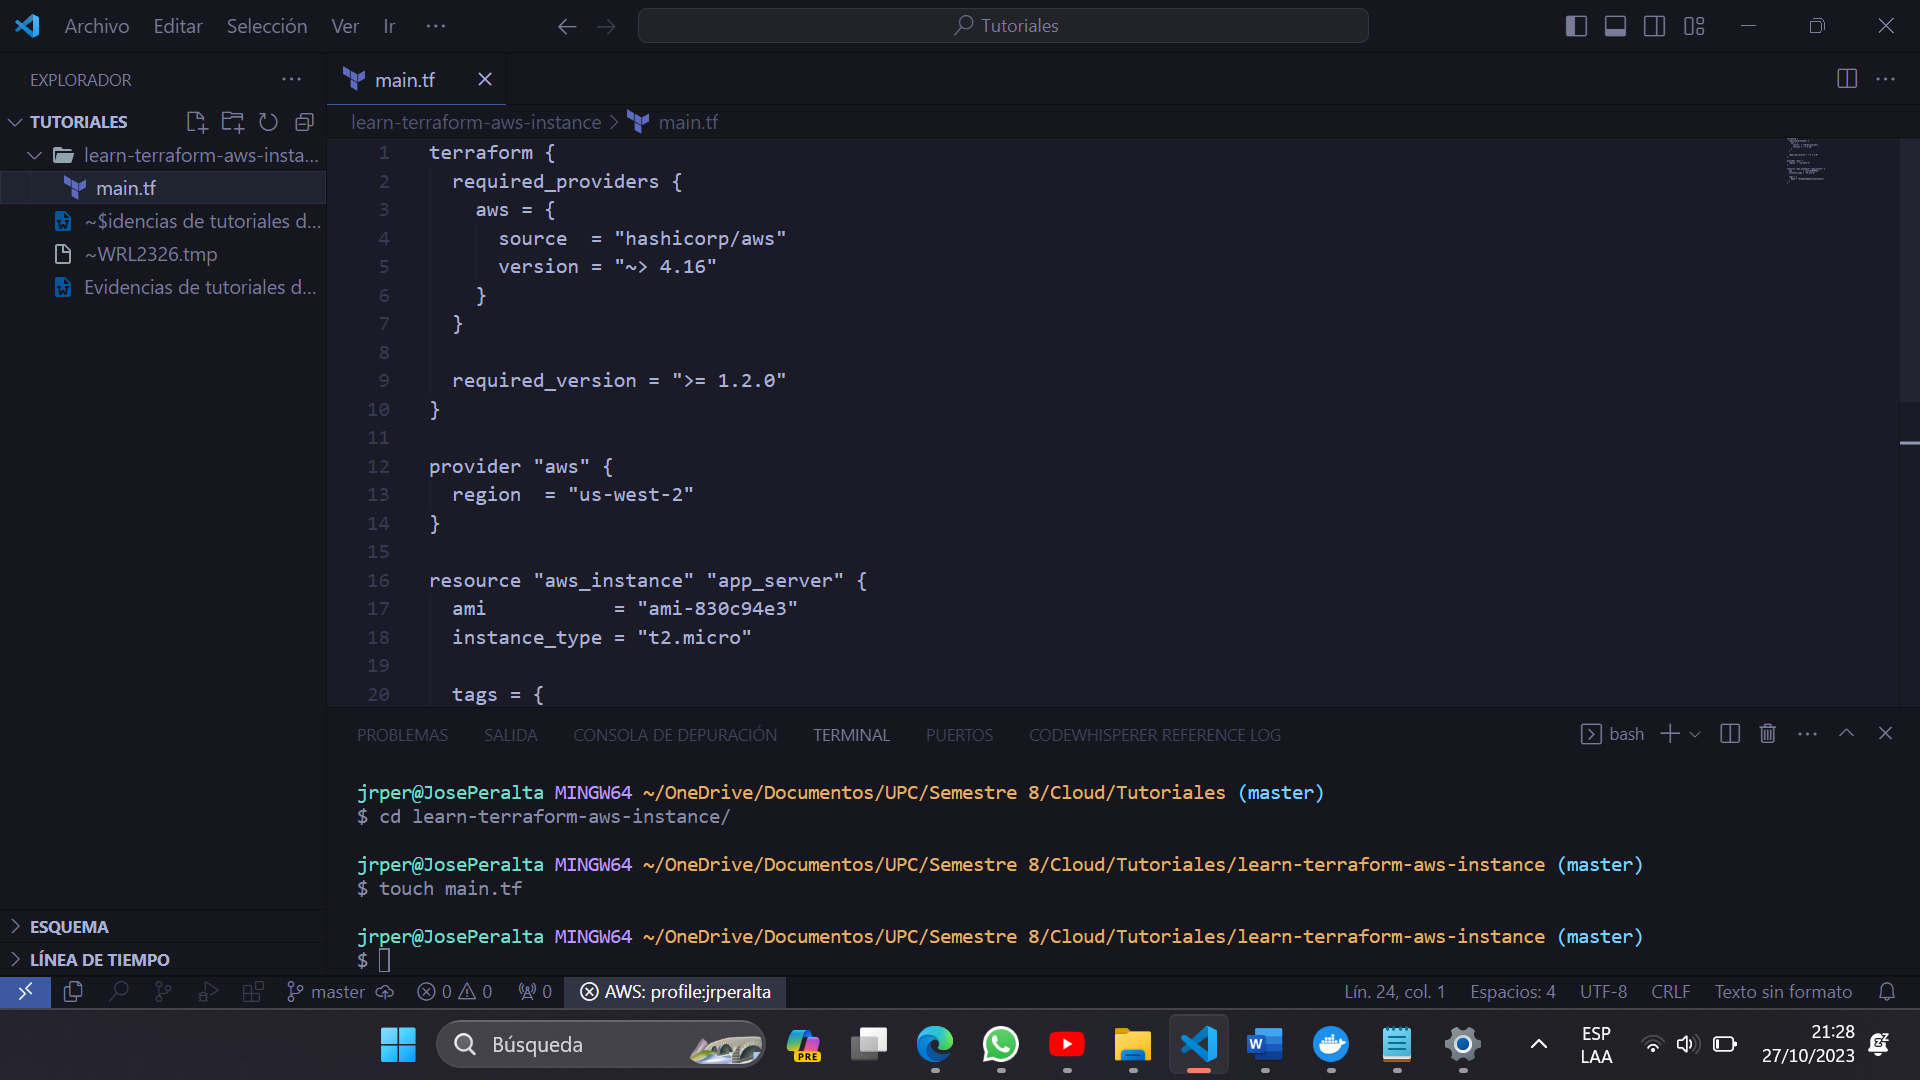 Archivo Editar Selección Ver Ir ···
Tutoriales
EXPLORADOR
main.tf
TUTORIALES
learn-terraform-aws-insta...
main.tf
~$idencias de tutoriales d...
~WRL2326.tmp
Evidencias de tutoriales d...
ESQUEMA
LÍNEA DE TIEMPO
learn-terraform-aws-instance > main.tf
1 terraform {
2 required_providers {
3 aws = {
4 source  = "hashicorp/aws"
5 version = "~> 4.16"
6 }
7 }
8
9 required_version = ">= 1.2.0"
10 }
11
12 provider "aws" {
13 region  = "us-west-2"
14 }
15
16 resource "aws_instance" "app_server" {
17 ami           = "ami-830c94e3"
18 instance_type = "t2.micro"
19
20 tags = {
PROBLEMAS SALIDA CONSOLA DE DEPURACIÓN TERMINAL PUERTOS CODEWHISPERER REFERENCE LOG
bash
jrper@JosePeralta MINGW64 ~/OneDrive/Documentos/UPC/Semestre 8/Cloud/Tutoriales (master)
$ cd learn-terraform-aws-instance/
jrper@JosePeralta MINGW64 ~/OneDrive/Documentos/UPC/Semestre 8/Cloud/Tutoriales/learn-terraform-aws-instance (master)
$ touch main.tf
jrper@JosePeralta MINGW64 ~/OneDrive/Documentos/UPC/Semestre 8/Cloud/Tutoriales/learn-terraform-aws-instance (master)
$
master 0 0 0 AWS: profile:jrperalta Lín. 24, col. 1 Espacios: 4 UTF-8 CRLF Texto sin formato
Búsqueda
PRE
W
ESP
LAA
21:28
27/10/2023